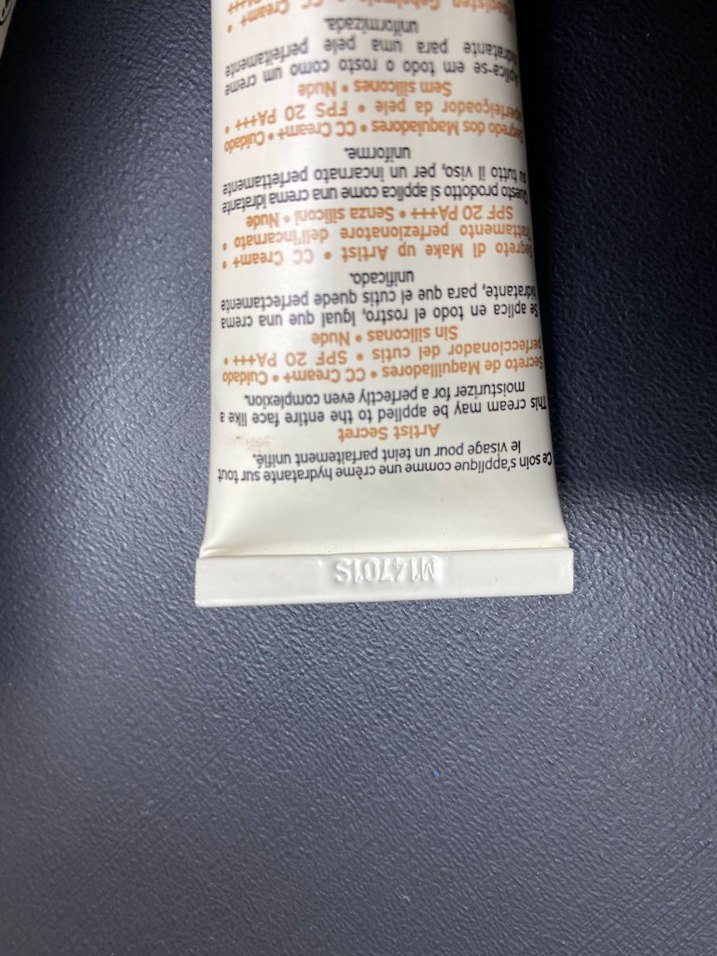 M14701S
Ce soin s'applique comme une crème hydratante sur tout
le visage pour un teint parfaitement unifié.
Artist Secret
This cream may be applied to the entire face like a
moisturizer for a perfectly even complexion.
Secreto de Maquilladores • CC Cream+ • Cuidado
perfeccionador del cutis • SPF 20 PA+++ •
Sin siliconas • Nude
Se aplica en todo el rostro, igual que una crema
hidratante, para que el cutis quede perfectamente
unificado.
Segreto di Make up Artist • CC Cream+ •
trattamento perfezionatore dell'incarnato •
SPF 20 PA+++ • Senza siliconi • Nude
Questo prodotto si applica come una crema idratante
su tutto il viso, per un incarnato perfettamente
uniforme.
Segredo dos Maquiladores • CC Cream+ • Cuidado
aperfeiçoador da pele • FPS 20 PA+++ •
Sem silicones • Nude
Aplica-se em todo o rosto como um creme
hidratante para uma pele perfeitamente
uniformizada.
CC Cream+ •